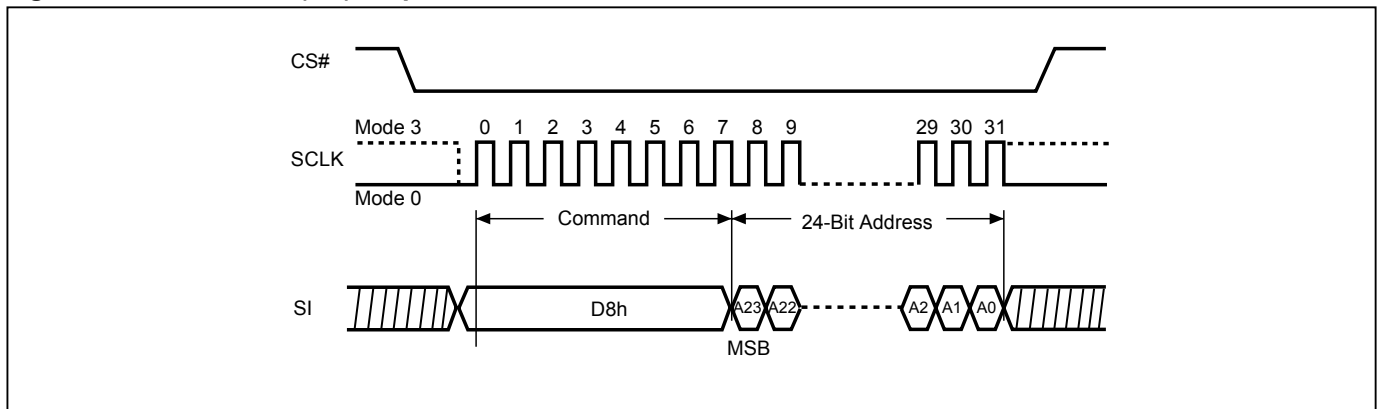 CS#
Mode 3 0 1 2 3 4 5 6 7 8 9 29 30 31
SCLK
Mode 0
Command 24-Bit Address
SI D8h A23 A22 A2 A1 A0
MSB